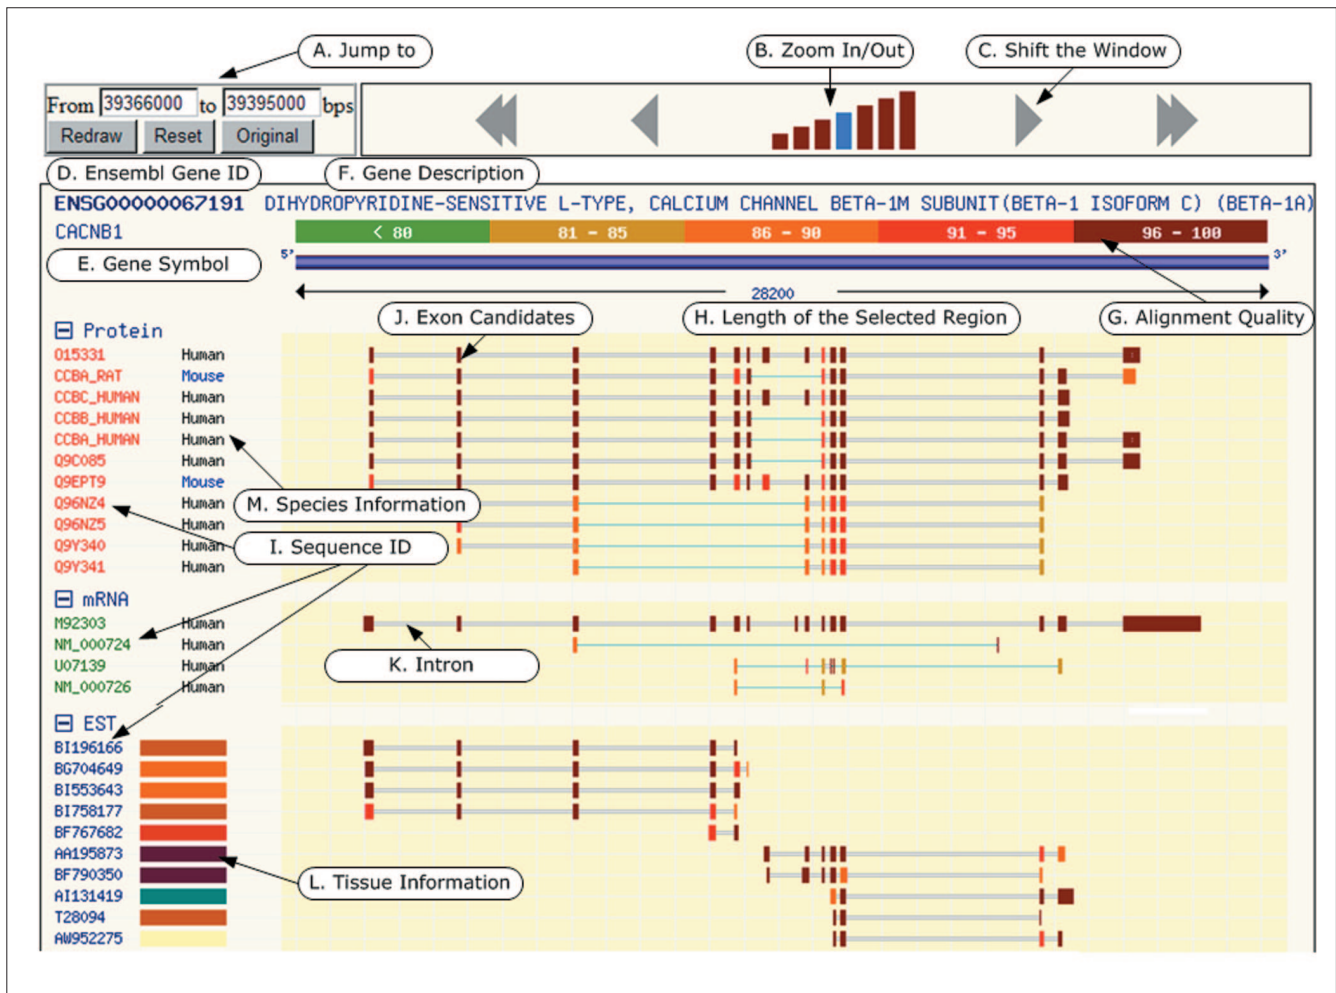 A. Jump to
B. Zoom In/Out
C. Shift the Window
From 39366000 to 39395000 bps
Redraw Reset Original
D. Ensembl Gene ID
F. Gene Description
ENSG00000067191 DIHYDROPYRIDINE-SENSITIVE L-TYPE, CALCIUM CHANNEL BETA-1M SUBUNIT(BETA-1 ISOFORM C) (BETA-1A)
CACNB1
< 80 81 - 85 86 - 90 91 - 95 96 - 100
E. Gene Symbol
5' 3'
28200
J. Exon Candidates
H. Length of the Selected Region
G. Alignment Quality
Protein
O15331 Human
CCBA_RAT Mouse
CCBC_HUMAN Human
CCBB_HUMAN Human
CCBA_HUMAN Human
Q9C085 Human
Q9EPT9 Mouse
Q96NZ4 Human
M. Species Information
Q96NZ5 Human
Q9Y340 Human
I. Sequence ID
Q9Y341 Human
mRNA
M92303 Human
NM_000724 Human
U07139 Human
K. Intron
NM_000726 Human
EST
BI196166
BG704649
BI553643
BI758177
BF767682
AA195873
BF790350
L. Tissue Information
AI131419
T28094
AW952275